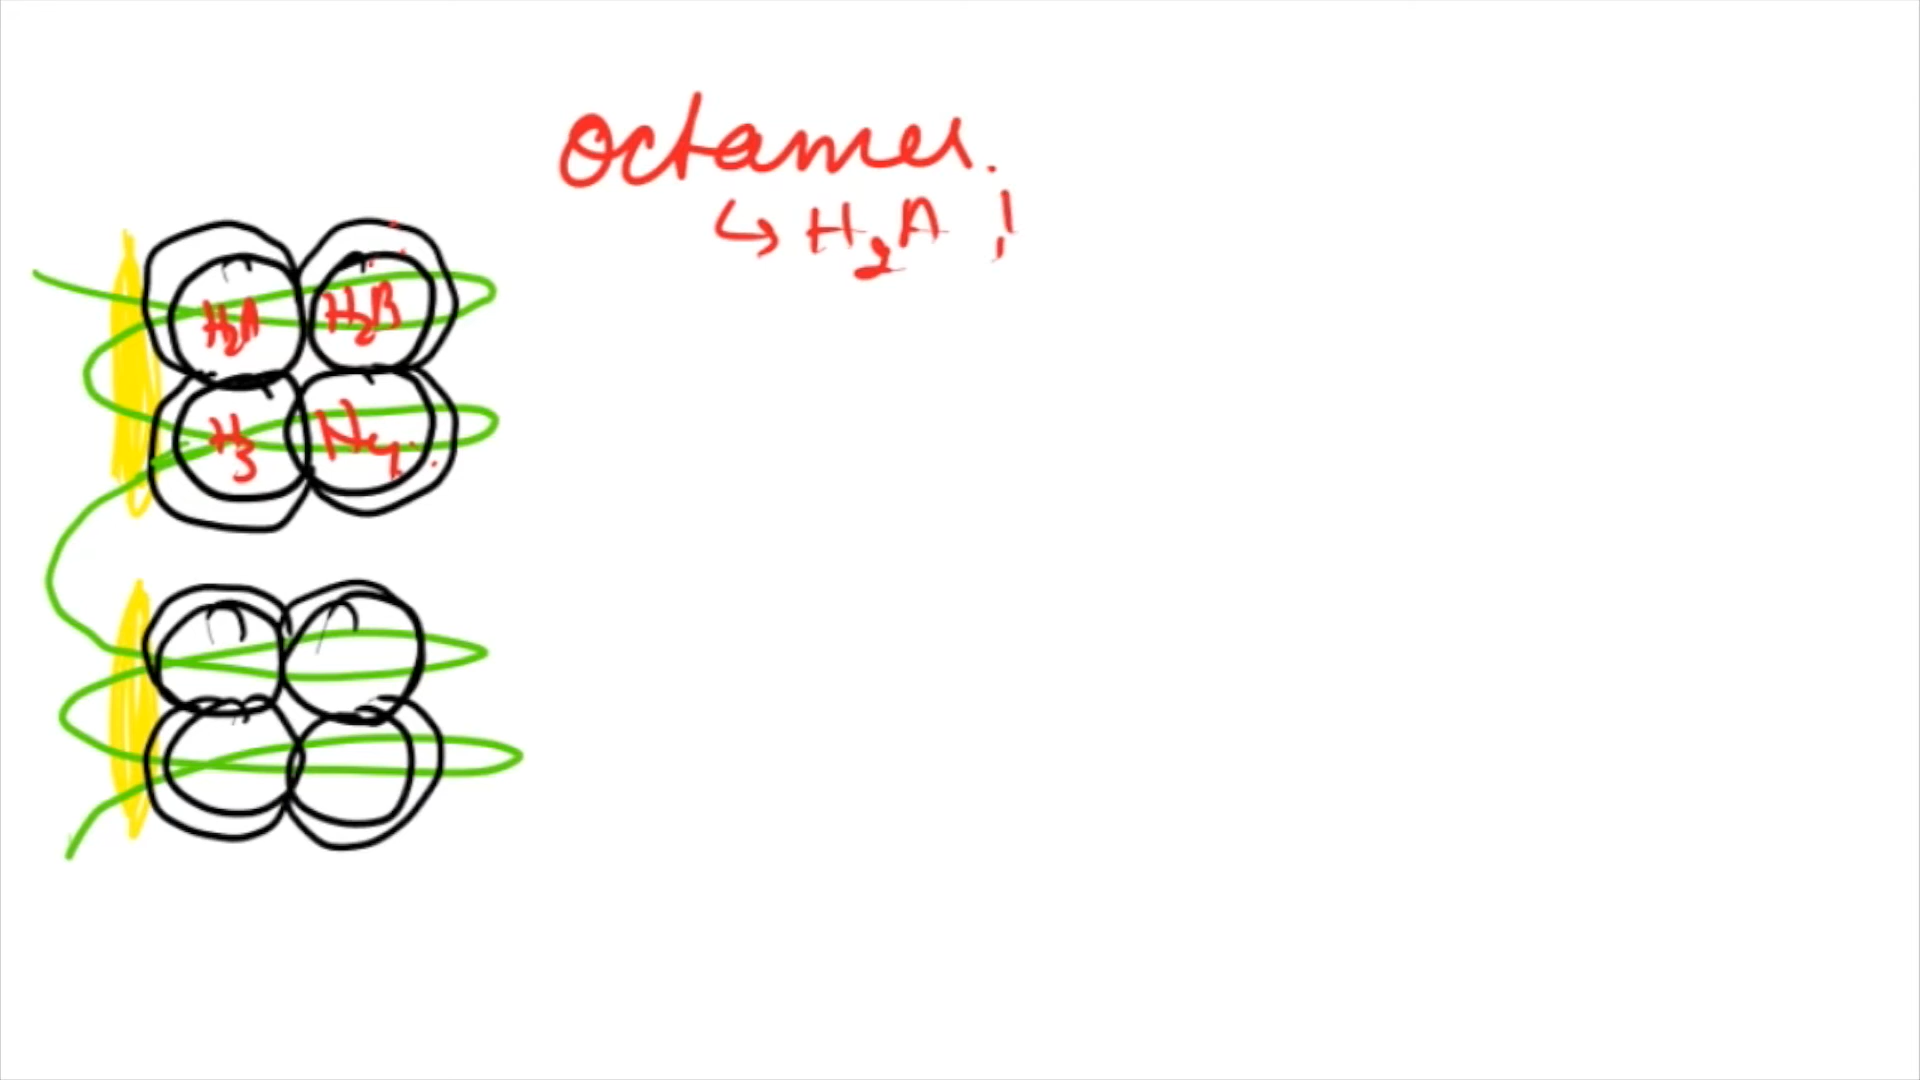 Octamer.
↳ H2A ,
H2A H2B
H3 H4